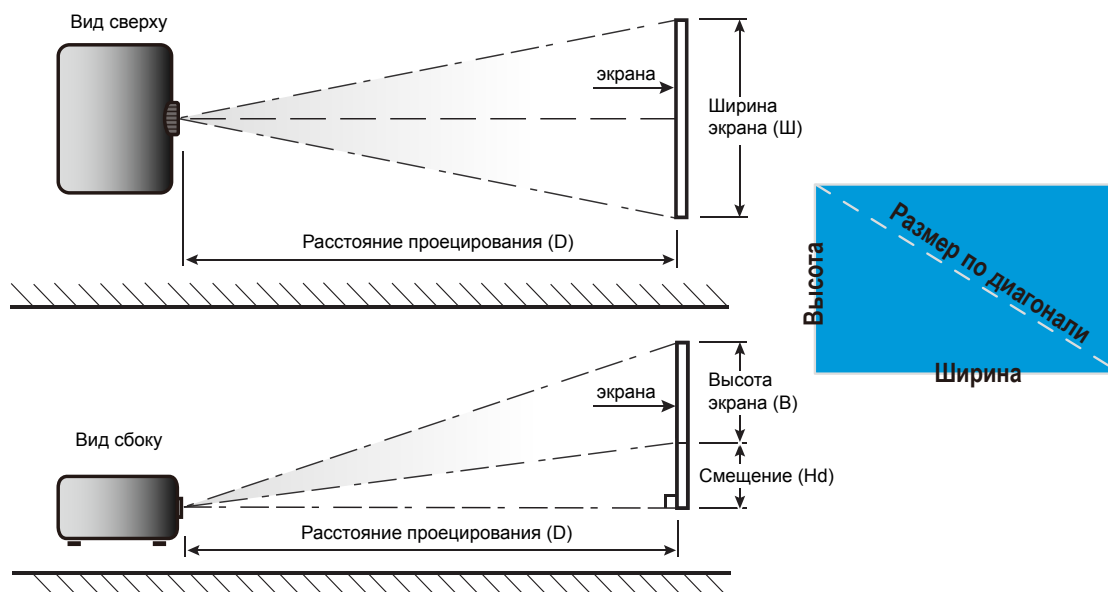 Вид сверху
экрана
Ширина
экрана (Ш)
Расстояние проецирования (D)
Высота
Размер по диагонали
Ширина
экрана
Высота
экрана (В)
Вид сбоку
Смещение (Hd)
Расстояние проецирования (D)